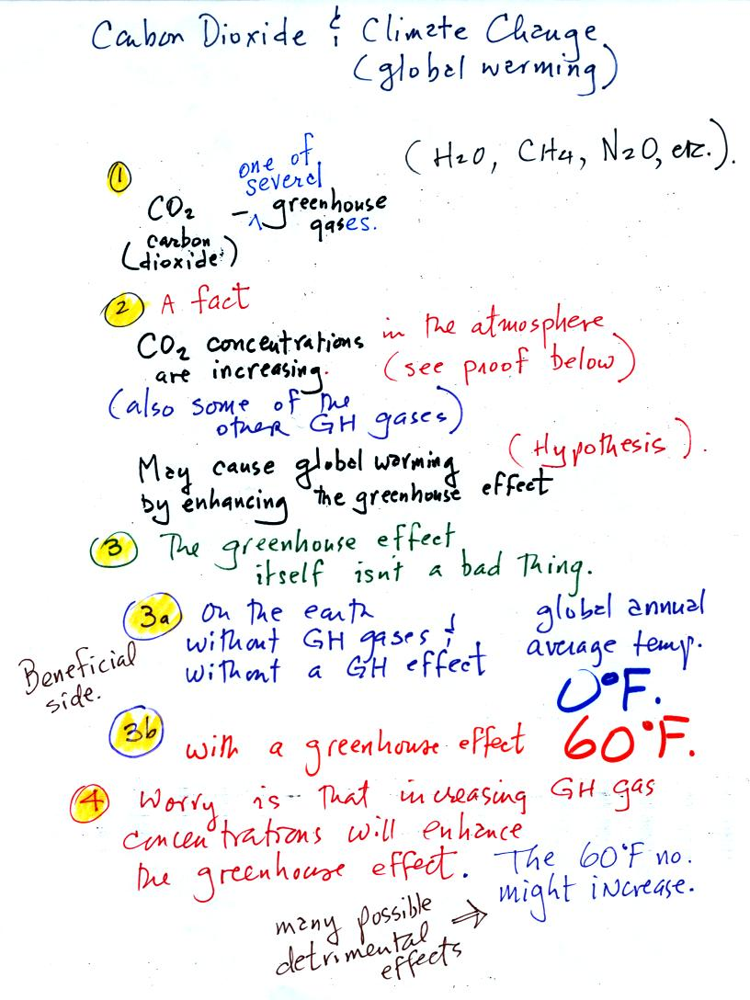 Carbon Dioxide & Climate Change
(global warming)
(H2O, CH4, N2O, etc.).
1
one of
several
CO2 - ^ greenhouse
gases.
(carbon
dioxide)
2 A fact
CO2 concentrations in the atmosphere
are increasing. (see proof below)
(also some of the
other GH gases)
May cause global warming (Hypothesis).
by enhancing the greenhouse effect
3 The greenhouse effect
itself isn't a bad thing.
3a on the earth global annual
without GH gases & average temp.
without a GH effect 0°F.
Beneficial
side.
3b with a greenhouse effect 60°F.
4 Worry is that increasing GH gas
concentrations will enhance
the greenhouse effect. The 60°F no.
might increase.
many possible ⇒
detrimental
effects